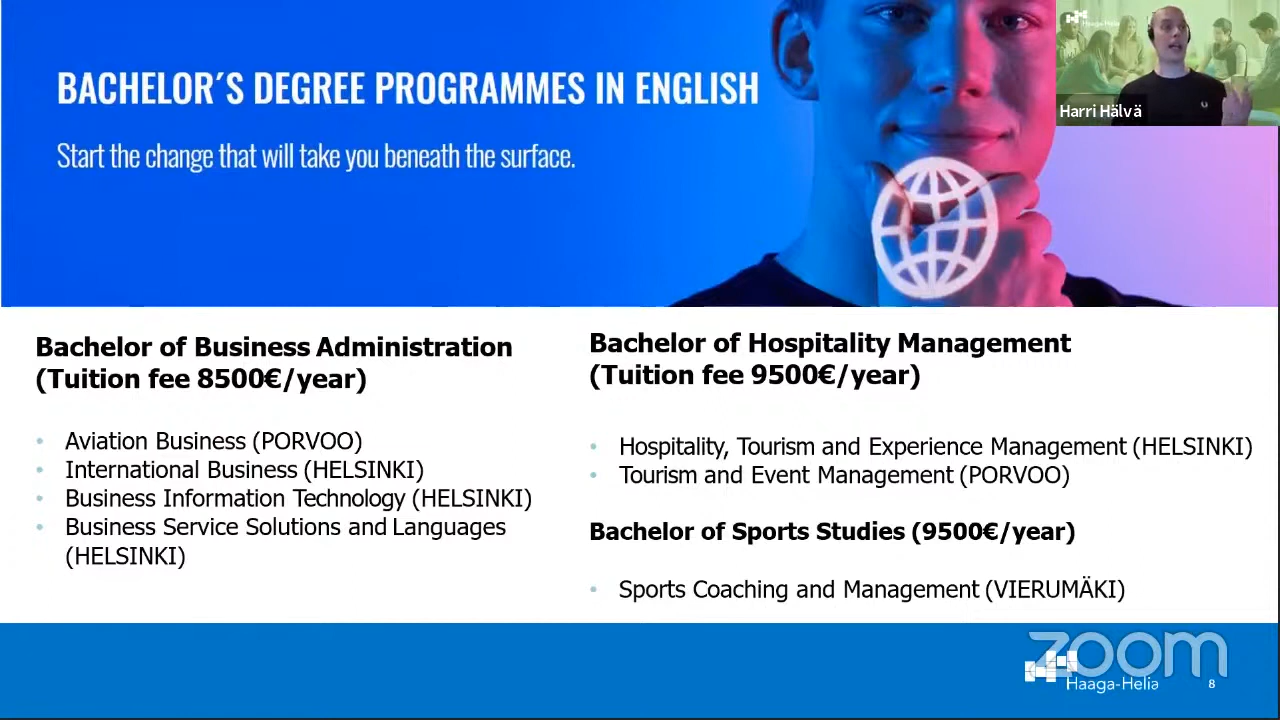 BACHELOR´S DEGREE PROGRAMMES IN ENGLISH
Start the change that will take you beneath the surface.
Haaga-Helia
Harri Hälvä
Bachelor of Business Administration
(Tuition fee 8500€/year)
• Aviation Business (PORVOO)
• International Business (HELSINKI)
• Business Information Technology (HELSINKI)
• Business Service Solutions and Languages
(HELSINKI)
Bachelor of Hospitality Management
(Tuition fee 9500€/year)
• Hospitality, Tourism and Experience Management (HELSINKI)
• Tourism and Event Management (PORVOO)
Bachelor of Sports Studies (9500€/year)
• Sports Coaching and Management (VIERUMÄKI)
zoom
Haaga-Helia
8